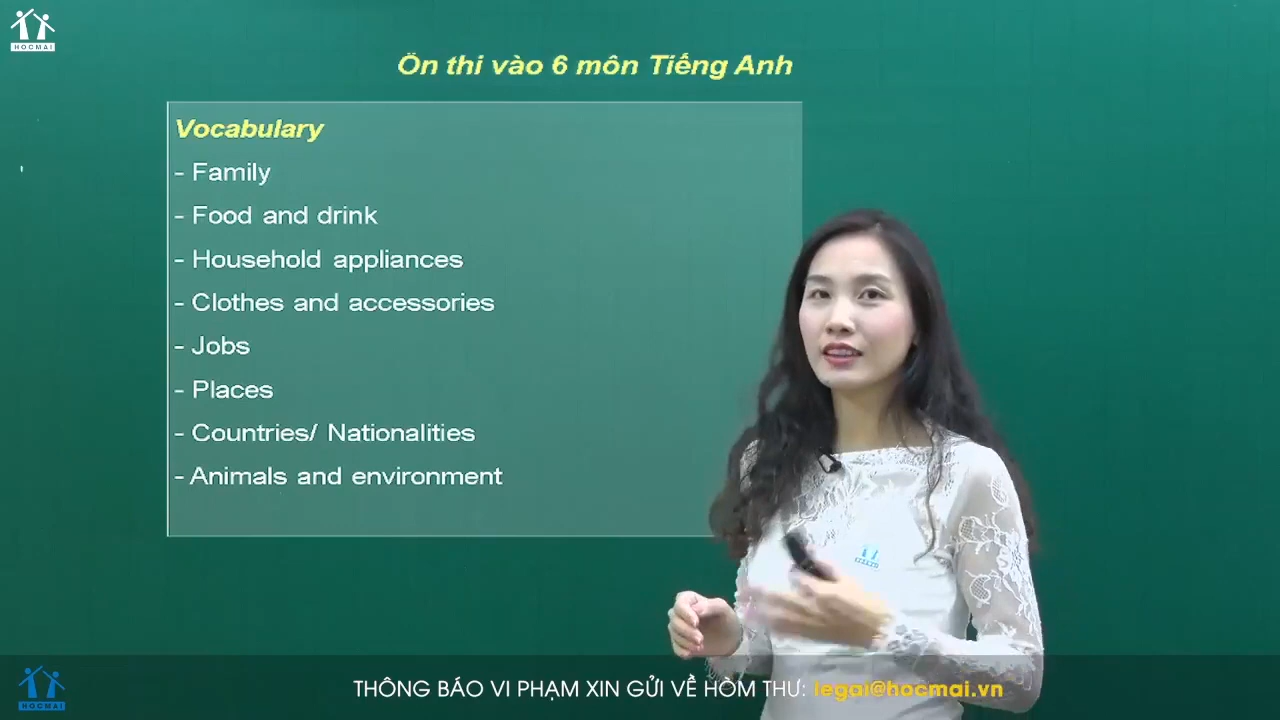 HOCMAI
Ôn thi vào 6 môn Tiếng Anh
Vocabulary
- Family
- Food and drink
- Household appliances
- Clothes and accessories
- Jobs
- Places
- Countries/ Nationalities
- Animals and environment
HOCMAI
THÔNG BÁO VI PHẠM XIN GỬI VỀ HÒM THƯ: legal@hocmai.vn